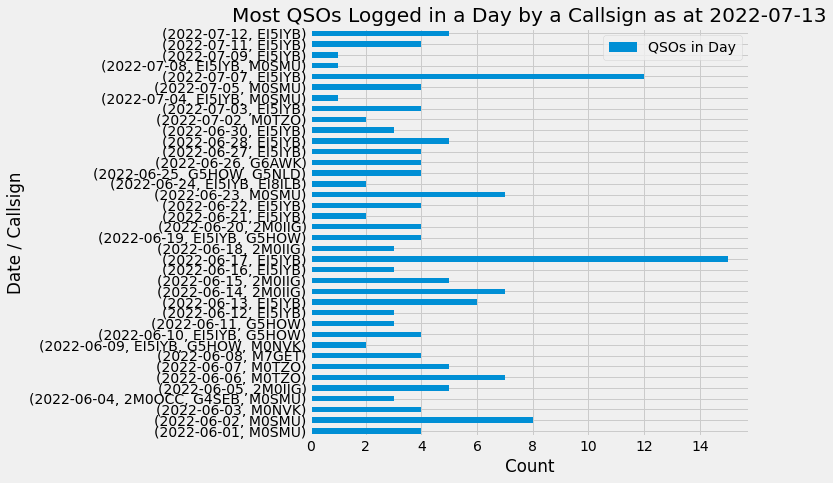 Most QSOs Logged in a Day by a Callsign as at 2022-07-13
QSOs in Day
Date / Callsign
(2022-07-12, EI5IYB)
(2022-07-11, EI5IYB)
(2022-07-09, EI5IYB)
(2022-07-08, EI5IYB, M0SMU)
(2022-07-07, EI5IYB)
(2022-07-05, M0SMU)
(2022-07-04, EI5IYB, M0SMU)
(2022-07-03, EI5IYB)
(2022-07-02, M0TZO)
(2022-06-30, EI5IYB)
(2022-06-28, EI5IYB)
(2022-06-27, EI5IYB)
(2022-06-26, G6AWK)
(2022-06-25, G5HOW, G5NLD)
(2022-06-24, EI5IYB, EI8ILB)
(2022-06-23, M0SMU)
(2022-06-22, EI5IYB)
(2022-06-21, EI5IYB)
(2022-06-20, 2M0IIG)
(2022-06-19, EI5IYB, G5HOW)
(2022-06-18, 2M0IIG)
(2022-06-17, EI5IYB)
(2022-06-16, EI5IYB)
(2022-06-15, 2M0IIG)
(2022-06-14, 2M0IIG)
(2022-06-13, EI5IYB)
(2022-06-12, EI5IYB)
(2022-06-11, G5HOW)
(2022-06-10, EI5IYB, G5HOW)
(2022-06-09, EI5IYB, G5HOW, M0NVK)
(2022-06-08, M7GET)
(2022-06-07, M0TZO)
(2022-06-06, M0TZO)
(2022-06-05, 2M0IIG)
(2022-06-04, 2M0OCC, G4SEB, M0SMU)
(2022-06-03, M0NVK)
(2022-06-02, M0SMU)
(2022-06-01, M0SMU)
0 2 4 6 8 10 12 14
Count